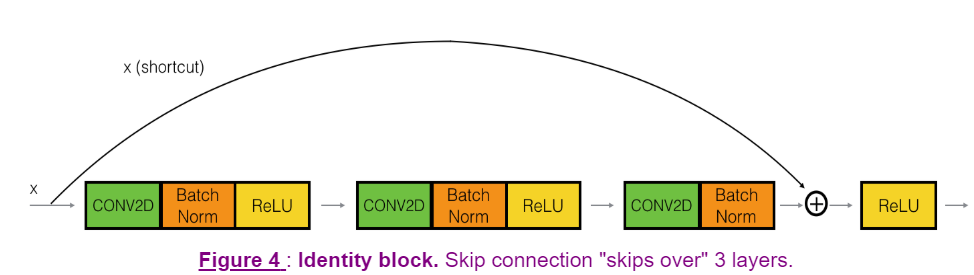 x (shortcut)
x
CONV2D Batch Norm ReLU CONV2D Batch Norm ReLU CONV2D Batch Norm + ReLU
Figure 4 : Identity block. Skip connection "skips over" 3 layers.